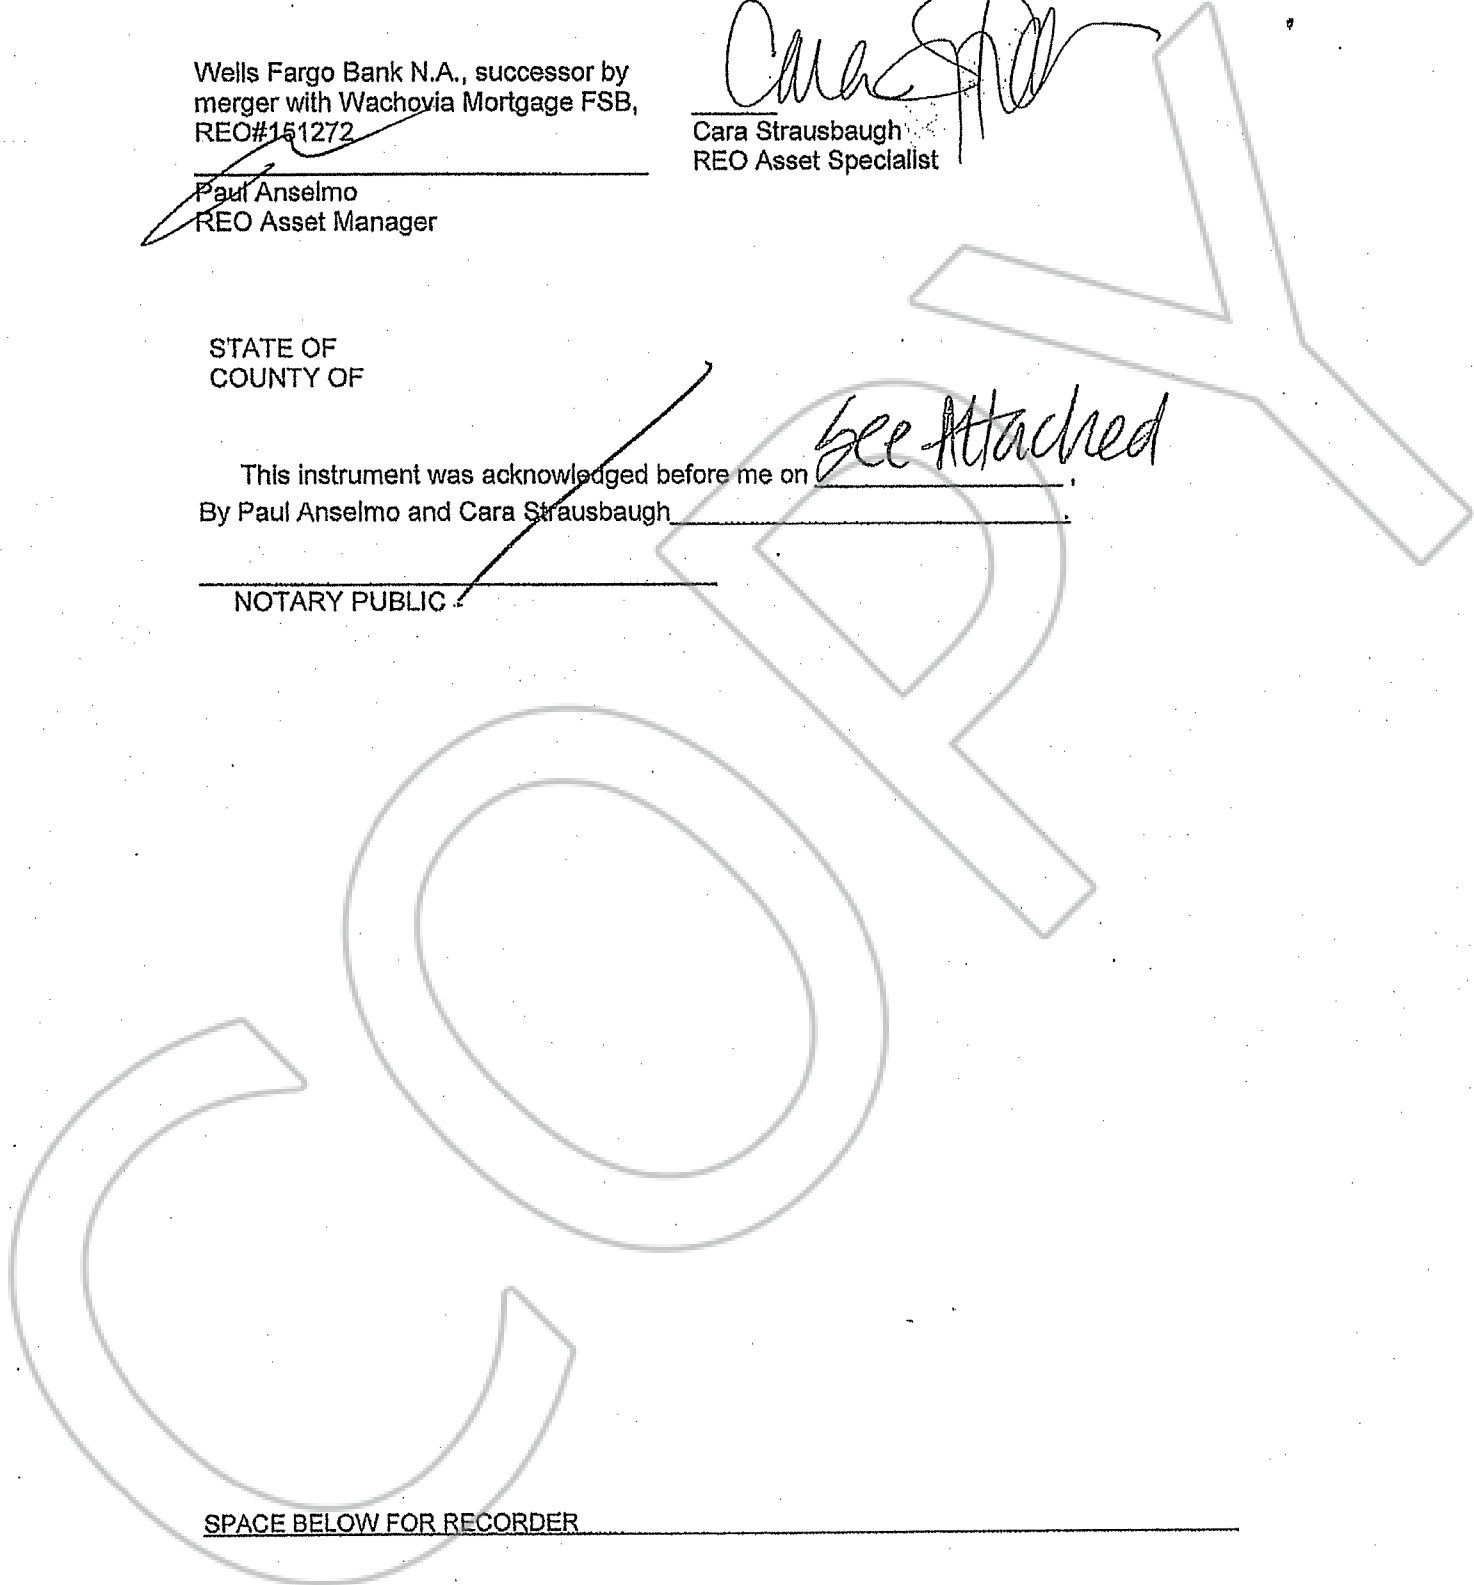 Wells Fargo Bank N.A., successor by
merger with Wachovia Mortgage FSB,
REO#161272
Paul Anselmo
REO Asset Manager
Cara Strausbaugh
REO Asset Specialist
STATE OF
COUNTY OF
See Attached
This instrument was acknowledged before me on ,
By Paul Anselmo and Cara Strausbaugh .
NOTARY PUBLIC
COPY
SPACE BELOW FOR RECORDER